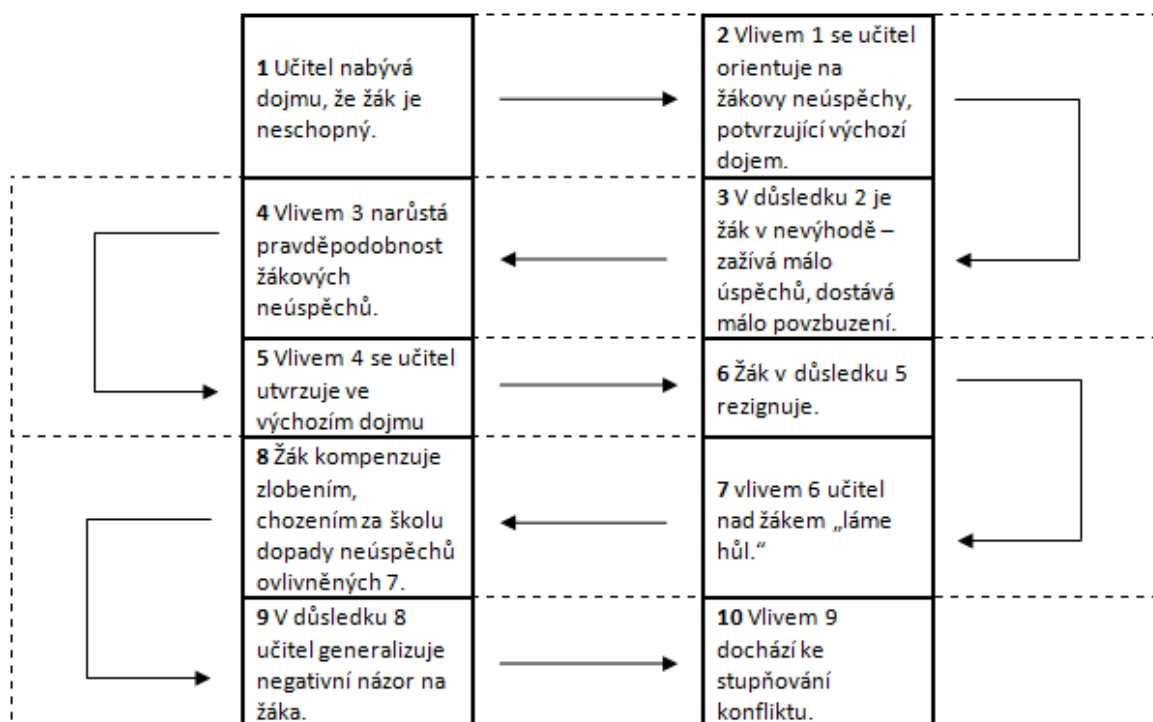 1 Učitel nabývá
dojmu, že žák je
neschopný.
2 Vlivem 1 se učitel
orientuje na
žákovy neúspěchy,
potvrzující výchozí
dojem.
3 V důsledku 2 je
žák v nevýhodě –
zažívá málo
úspěchů, dostává
málo povzbuzení.
4 Vlivem 3 narůstá
pravděpodobnost
žákových
neúspěchů.
5 Vlivem 4 se učitel
utvrzuje ve
výchozím dojmu
6 Žák v důsledku 5
rezignuje.
7 vlivem 6 učitel
nad žákem „láme
hůl.“
8 Žák kompenzuje
zlobením,
chozením za školu
dopady neúspěchů
ovlivněných 7.
9 V důsledku 8
učitel generalizuje
negativní názor na
žáka.
10 Vlivem 9
dochází ke
stupňování
konfliktu.